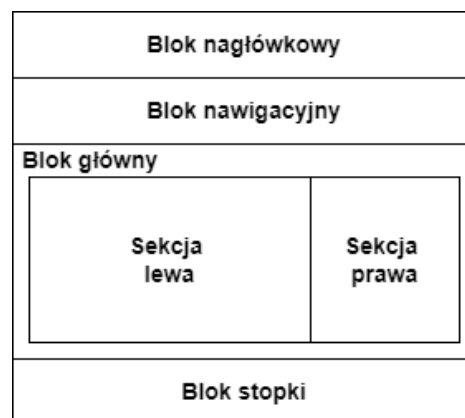 Blok nagłówkowy
Blok nawigacyjny
Blok główny
Sekcja
lewa
Sekcja
prawa
Blok stopki